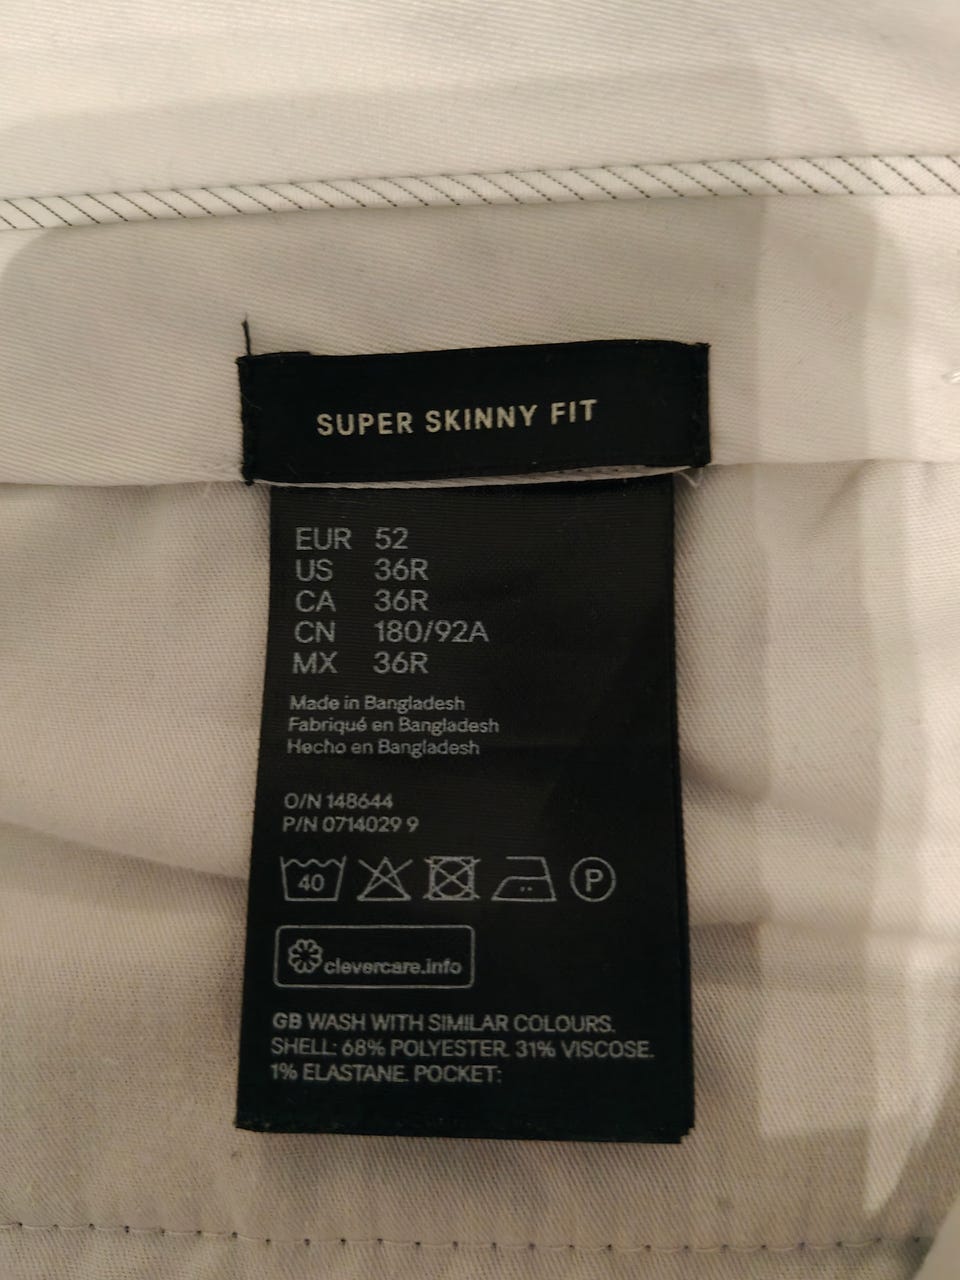 SUPER SKINNY FIT
EUR 52
US 36R
CA 36R
CN 180/92A
MX 36R
Made in Bangladesh
Fabriqué en Bangladesh
Hecho en Bangladesh
O/N 148644
P/N 0714029 9
40 P
clevercare.info
GB WASH WITH SIMILAR COLOURS.
SHELL: 68% POLYESTER. 31% VISCOSE.
1% ELASTANE. POCKET: